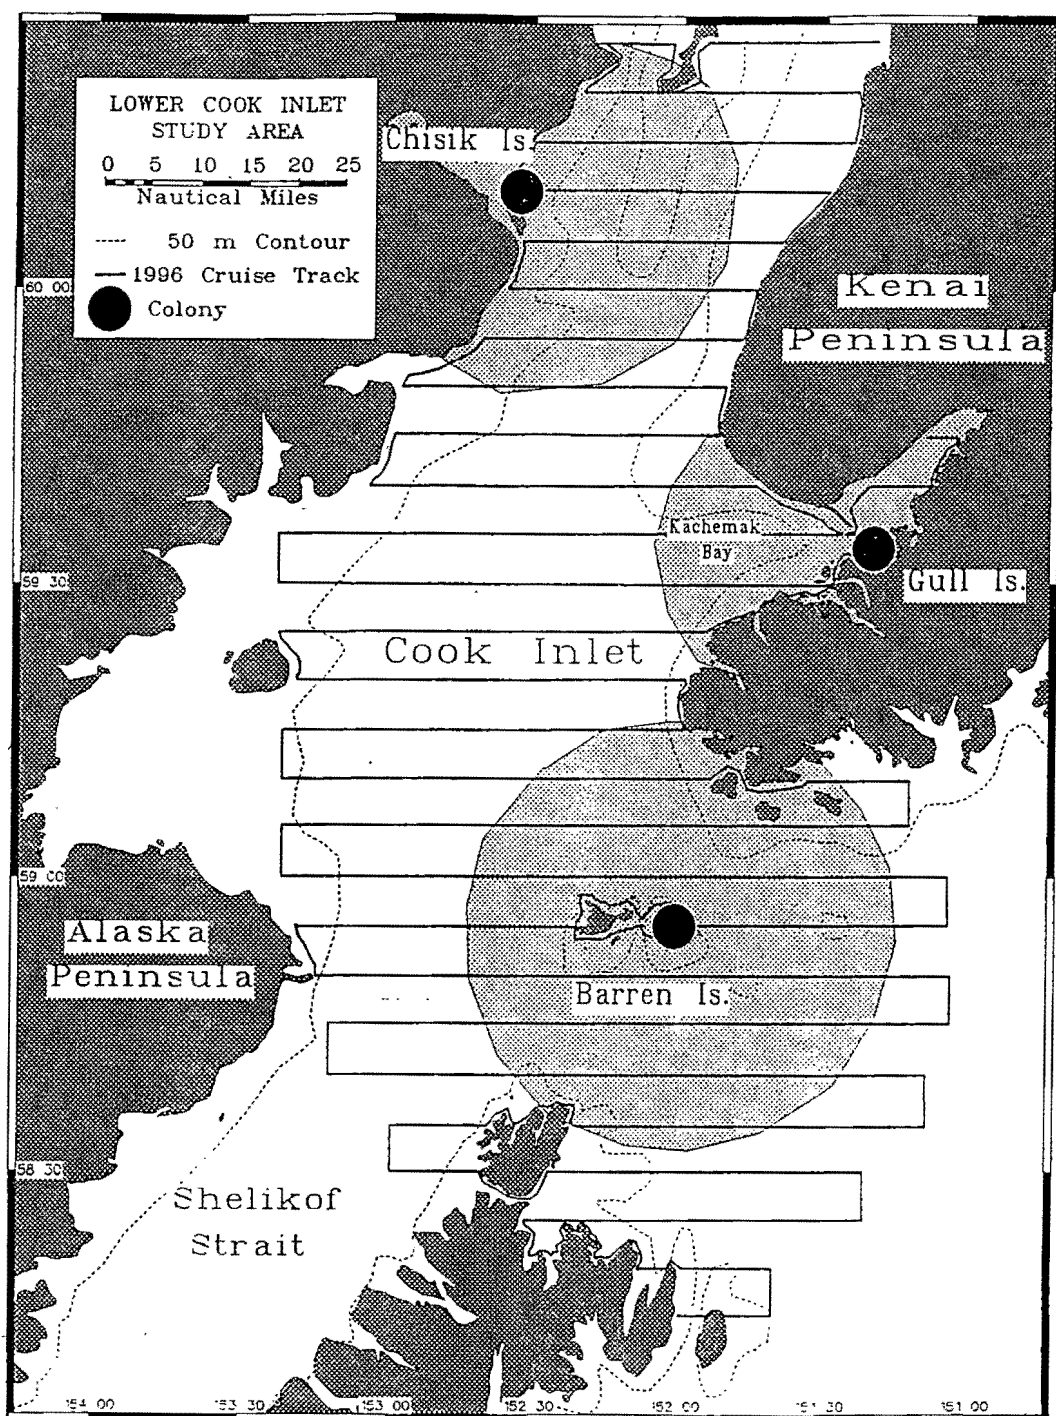 LOWER COOK INLET
STUDY AREA
0 5 10 15 20 25
Nautical Miles
50 m Contour
1996 Cruise Track
Colony
Chisik Is.
60 00
Kenai
Peninsula
Kachemak
Bay
59 30
Gull Is.
Cook Inlet
59 00
Alaska
Peninsula
Barren Is.
58 30
Shelikof
Strait
154 00 153 30 153 00 152 30 152 00 151 30 151 00